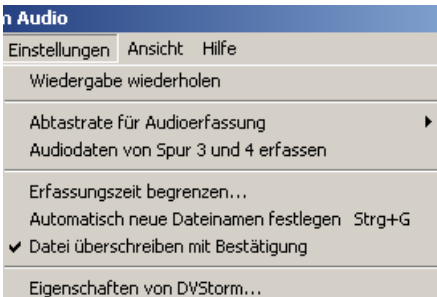 n Audio
Einstellungen Ansicht Hilfe
Wiedergabe wiederholen
Abtastrate für Audioerfassung
Audiodaten von Spur 3 und 4 erfassen
Erfassungszeit begrenzen...
Automatisch neue Dateinamen festlegen Strg+G
Datei überschreiben mit Bestätigung
Eigenschaften von DVStorm...